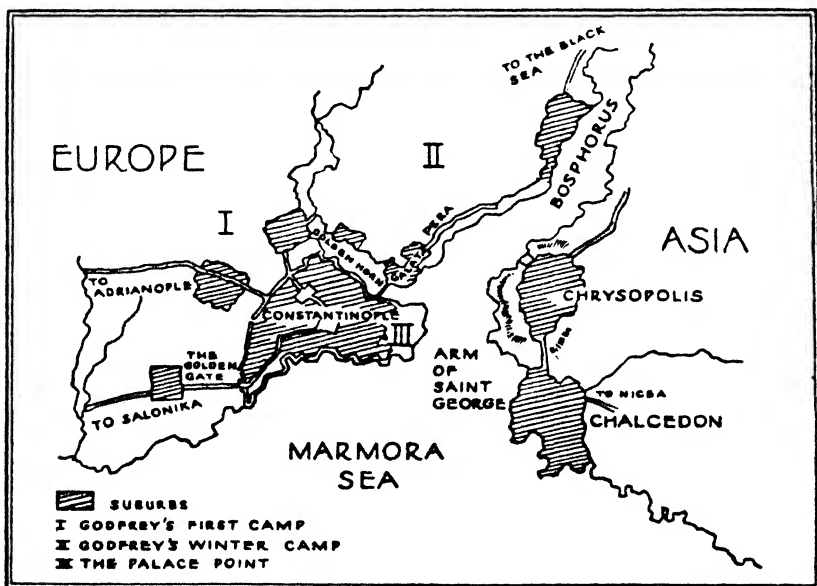 TO THE BLACK
SEA
EUROPE
II
BOSPHORUS
I
PERA
ASIA
GOLDEN HORN
TO
ADRIANOPLE
CHRYSOPOLIS
CONSTANTINOPLE
III
THE
GOLDEN
GATE
ARM
OF
SAINT
GEORGE
TO NICEA
TO SALONIKA
CHALCEDON
MARMORA
SEA
SUBURBS
I GODFREY'S FIRST CAMP
II GODFREY'S WINTER CAMP
III THE PALACE POINT